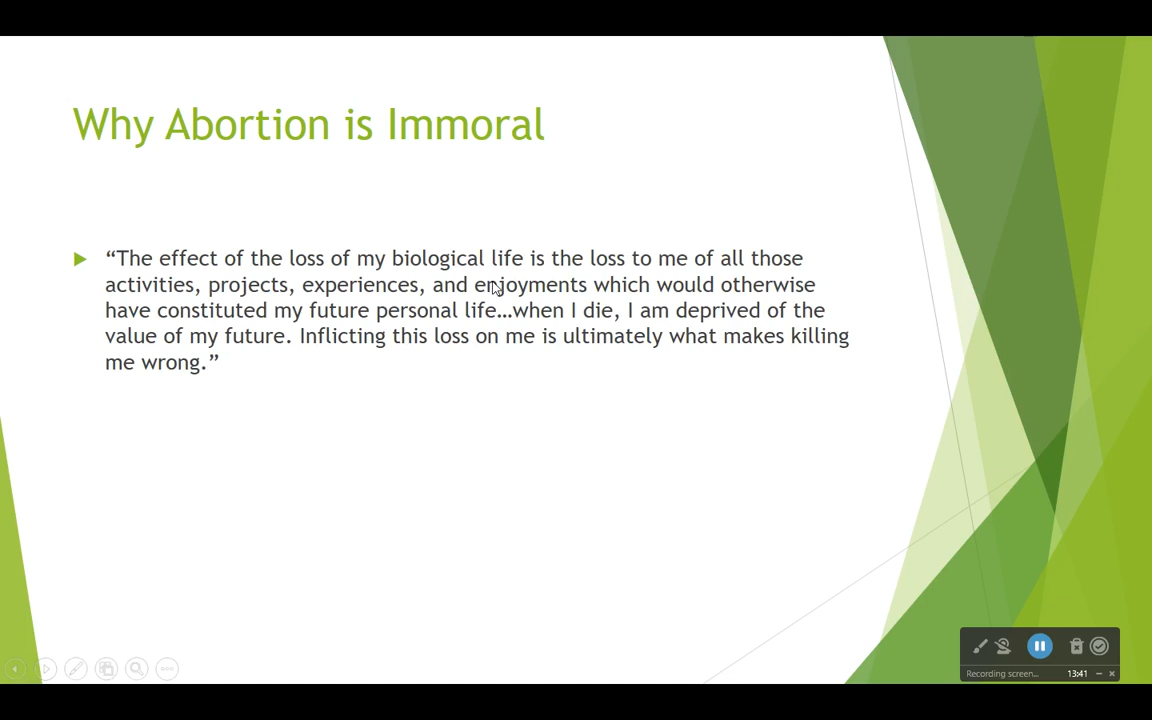 Why Abortion is Immoral
“The effect of the loss of my biological life is the loss to me of all those
activities, projects, experiences, and enjoyments which would otherwise
have constituted my future personal life…when I die, I am deprived of the
value of my future. Inflicting this loss on me is ultimately what makes killing
me wrong.”
Recording screen... 13:41